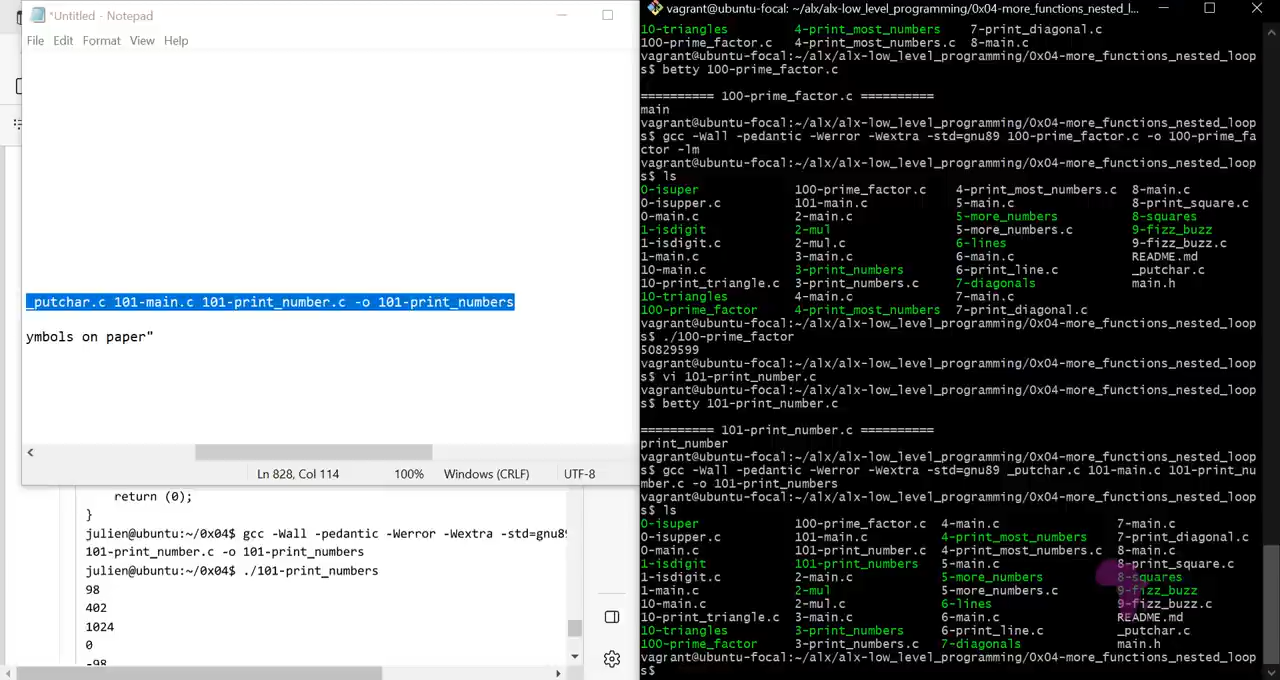 *Untitled - Notepad
File Edit Format View Help
_putchar.c 101-main.c 101-print_number.c -o 101-print_numbers
ymbols on paper"
Ln 828, Col 114 100% Windows (CRLF) UTF-8
return (0);
}
julien@ubuntu:~/0x04$ gcc -Wall -pedantic -Werror -Wextra -std=gnu89
101-print_number.c -o 101-print_numbers
julien@ubuntu:~/0x04$ ./101-print_numbers
98
402
1024
0
-98
vagrant@ubuntu-focal: ~/alx/alx-low_level_programming/0x04-more_functions_nested_l...
10-triangles 4-print_most_numbers 7-print_diagonal.c
100-prime_factor.c 4-print_most_numbers.c 8-main.c
vagrant@ubuntu-focal:~/alx/alx-low_level_programming/0x04-more_functions_nested_loop
s$ betty 100-prime_factor.c
========== 100-prime_factor.c ==========
main
vagrant@ubuntu-focal:~/alx/alx-low_level_programming/0x04-more_functions_nested_loop
s$ gcc -Wall -pedantic -Werror -Wextra -std=gnu89 100-prime_factor.c -o 100-prime_fa
ctor -lm
vagrant@ubuntu-focal:~/alx/alx-low_level_programming/0x04-more_functions_nested_loop
s$ ls
0-isuper 100-prime_factor.c 4-print_most_numbers.c 8-main.c
0-isupper.c 101-main.c 5-main.c 8-print_square.c
0-main.c 2-main.c 5-more_numbers 8-squares
1-isdigit 2-mul 5-more_numbers.c 9-fizz_buzz
1-isdigit.c 2-mul.c 6-lines 9-fizz_buzz.c
1-main.c 3-main.c 6-main.c README.md
10-main.c 3-print_numbers 6-print_line.c _putchar.c
10-print_triangle.c 3-print_numbers.c 7-diagonals main.h
10-triangles 4-main.c 7-main.c
100-prime_factor 4-print_most_numbers 7-print_diagonal.c
vagrant@ubuntu-focal:~/alx/alx-low_level_programming/0x04-more_functions_nested_loop
s$ ./100-prime_factor
50829599
vagrant@ubuntu-focal:~/alx/alx-low_level_programming/0x04-more_functions_nested_loop
s$ vi 101-print_number.c
vagrant@ubuntu-focal:~/alx/alx-low_level_programming/0x04-more_functions_nested_loop
s$ betty 101-print_number.c
========== 101-print_number.c ==========
print_number
vagrant@ubuntu-focal:~/alx/alx-low_level_programming/0x04-more_functions_nested_loop
s$ gcc -Wall -pedantic -Werror -Wextra -std=gnu89 _putchar.c 101-main.c 101-print_nu
mber.c -o 101-print_numbers
vagrant@ubuntu-focal:~/alx/alx-low_level_programming/0x04-more_functions_nested_loop
s$ ls
0-isuper 100-prime_factor.c 4-main.c 7-main.c
0-isupper.c 101-main.c 4-print_most_numbers 7-print_diagonal.c
0-main.c 101-print_number.c 4-print_most_numbers.c 8-main.c
1-isdigit 101-print_numbers 5-main.c 8-print_square.c
1-isdigit.c 2-main.c 5-more_numbers 8-squares
1-main.c 2-mul 5-more_numbers.c 9-fizz_buzz
10-main.c 2-mul.c 6-lines 9-fizz_buzz.c
10-print_triangle.c 3-main.c 6-main.c README.md
10-triangles 3-print_numbers 6-print_line.c _putchar.c
100-prime_factor 3-print_numbers.c 7-diagonals main.h
vagrant@ubuntu-focal:~/alx/alx-low_level_programming/0x04-more_functions_nested_loop
s$